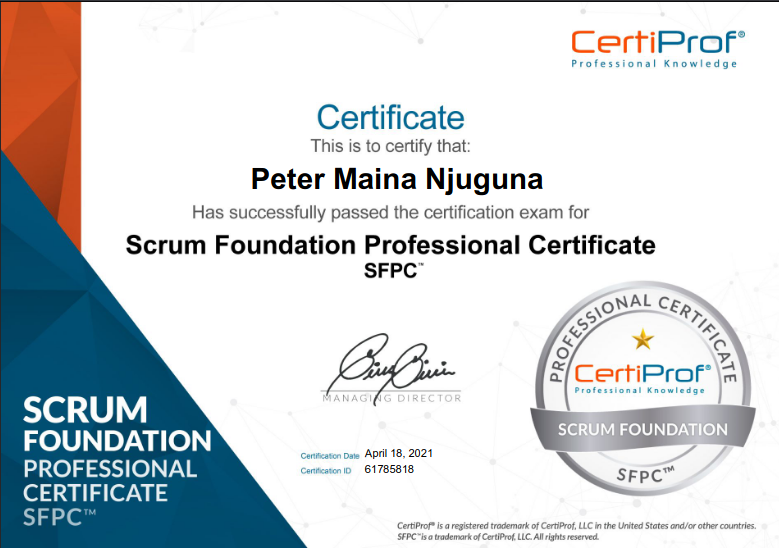 CertiProf®
Professional Knowledge
Certificate
This is to certify that:
Peter Maina Njuguna
Has successfully passed the certification exam for
Scrum Foundation Professional Certificate
SFPC™
MANAGING DIRECTOR
Certification Date April 18, 2021
Certification ID 61785818
SCRUM
FOUNDATION
PROFESSIONAL
CERTIFICATE
SFPC™
PROFESSIONAL CERTIFICATE
CertiProf®
Professional Knowledge
SCRUM FOUNDATION
SFPC™
CertiProf® is a registered trademark of CertiProf, LLC in the United States and/or other countries.
SFPC™is a trademark of CertiProf, LLC. All rights reserved.